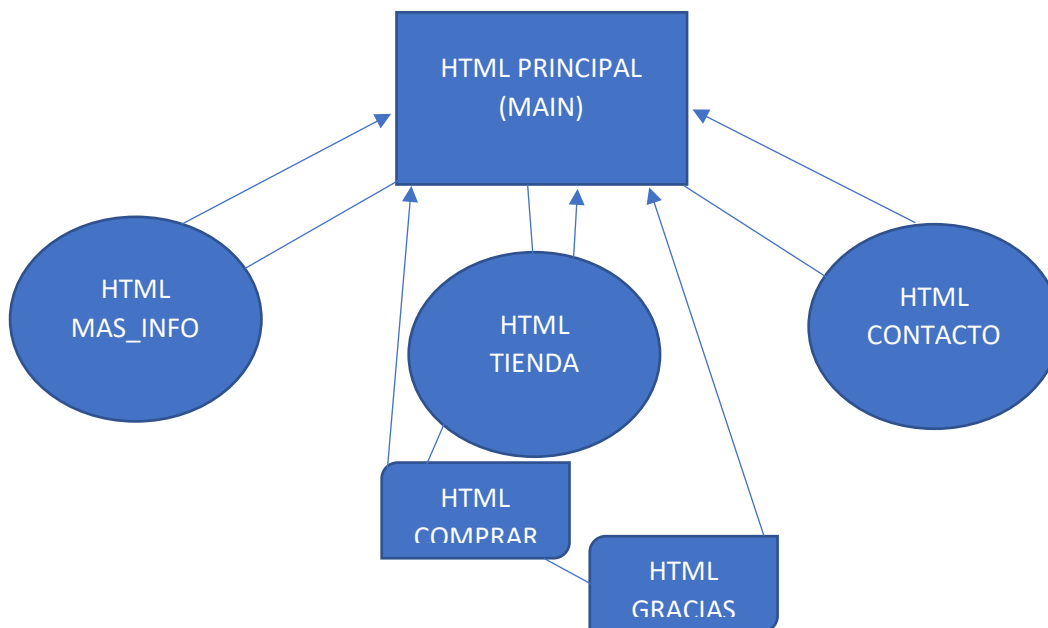 HTML PRINCIPAL
(MAIN)
HTML
MAS_INFO
HTML
TIENDA
HTML
CONTACTO
HTML
COMPRAR
HTML
GRACIAS